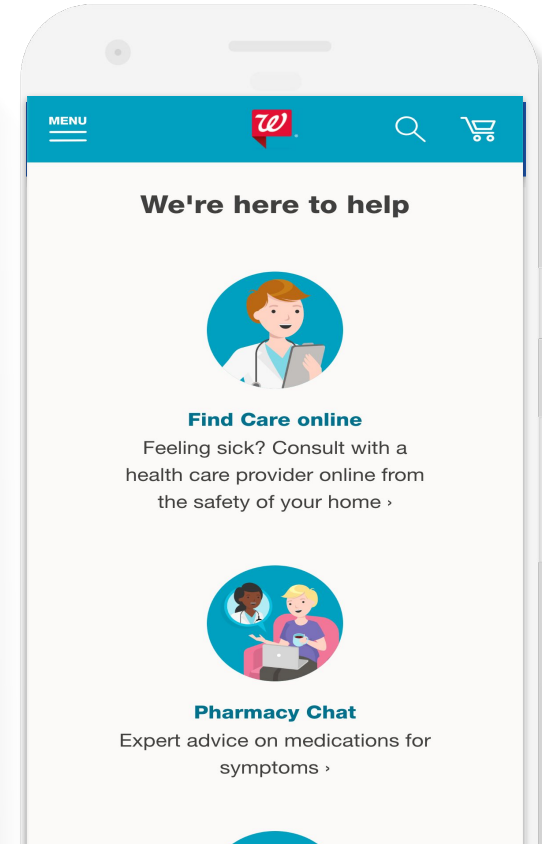 MENU
We're here to help
Find Care online
Feeling sick? Consult with a
health care provider online from
the safety of your home ›
Pharmacy Chat
Expert advice on medications for
symptoms ›